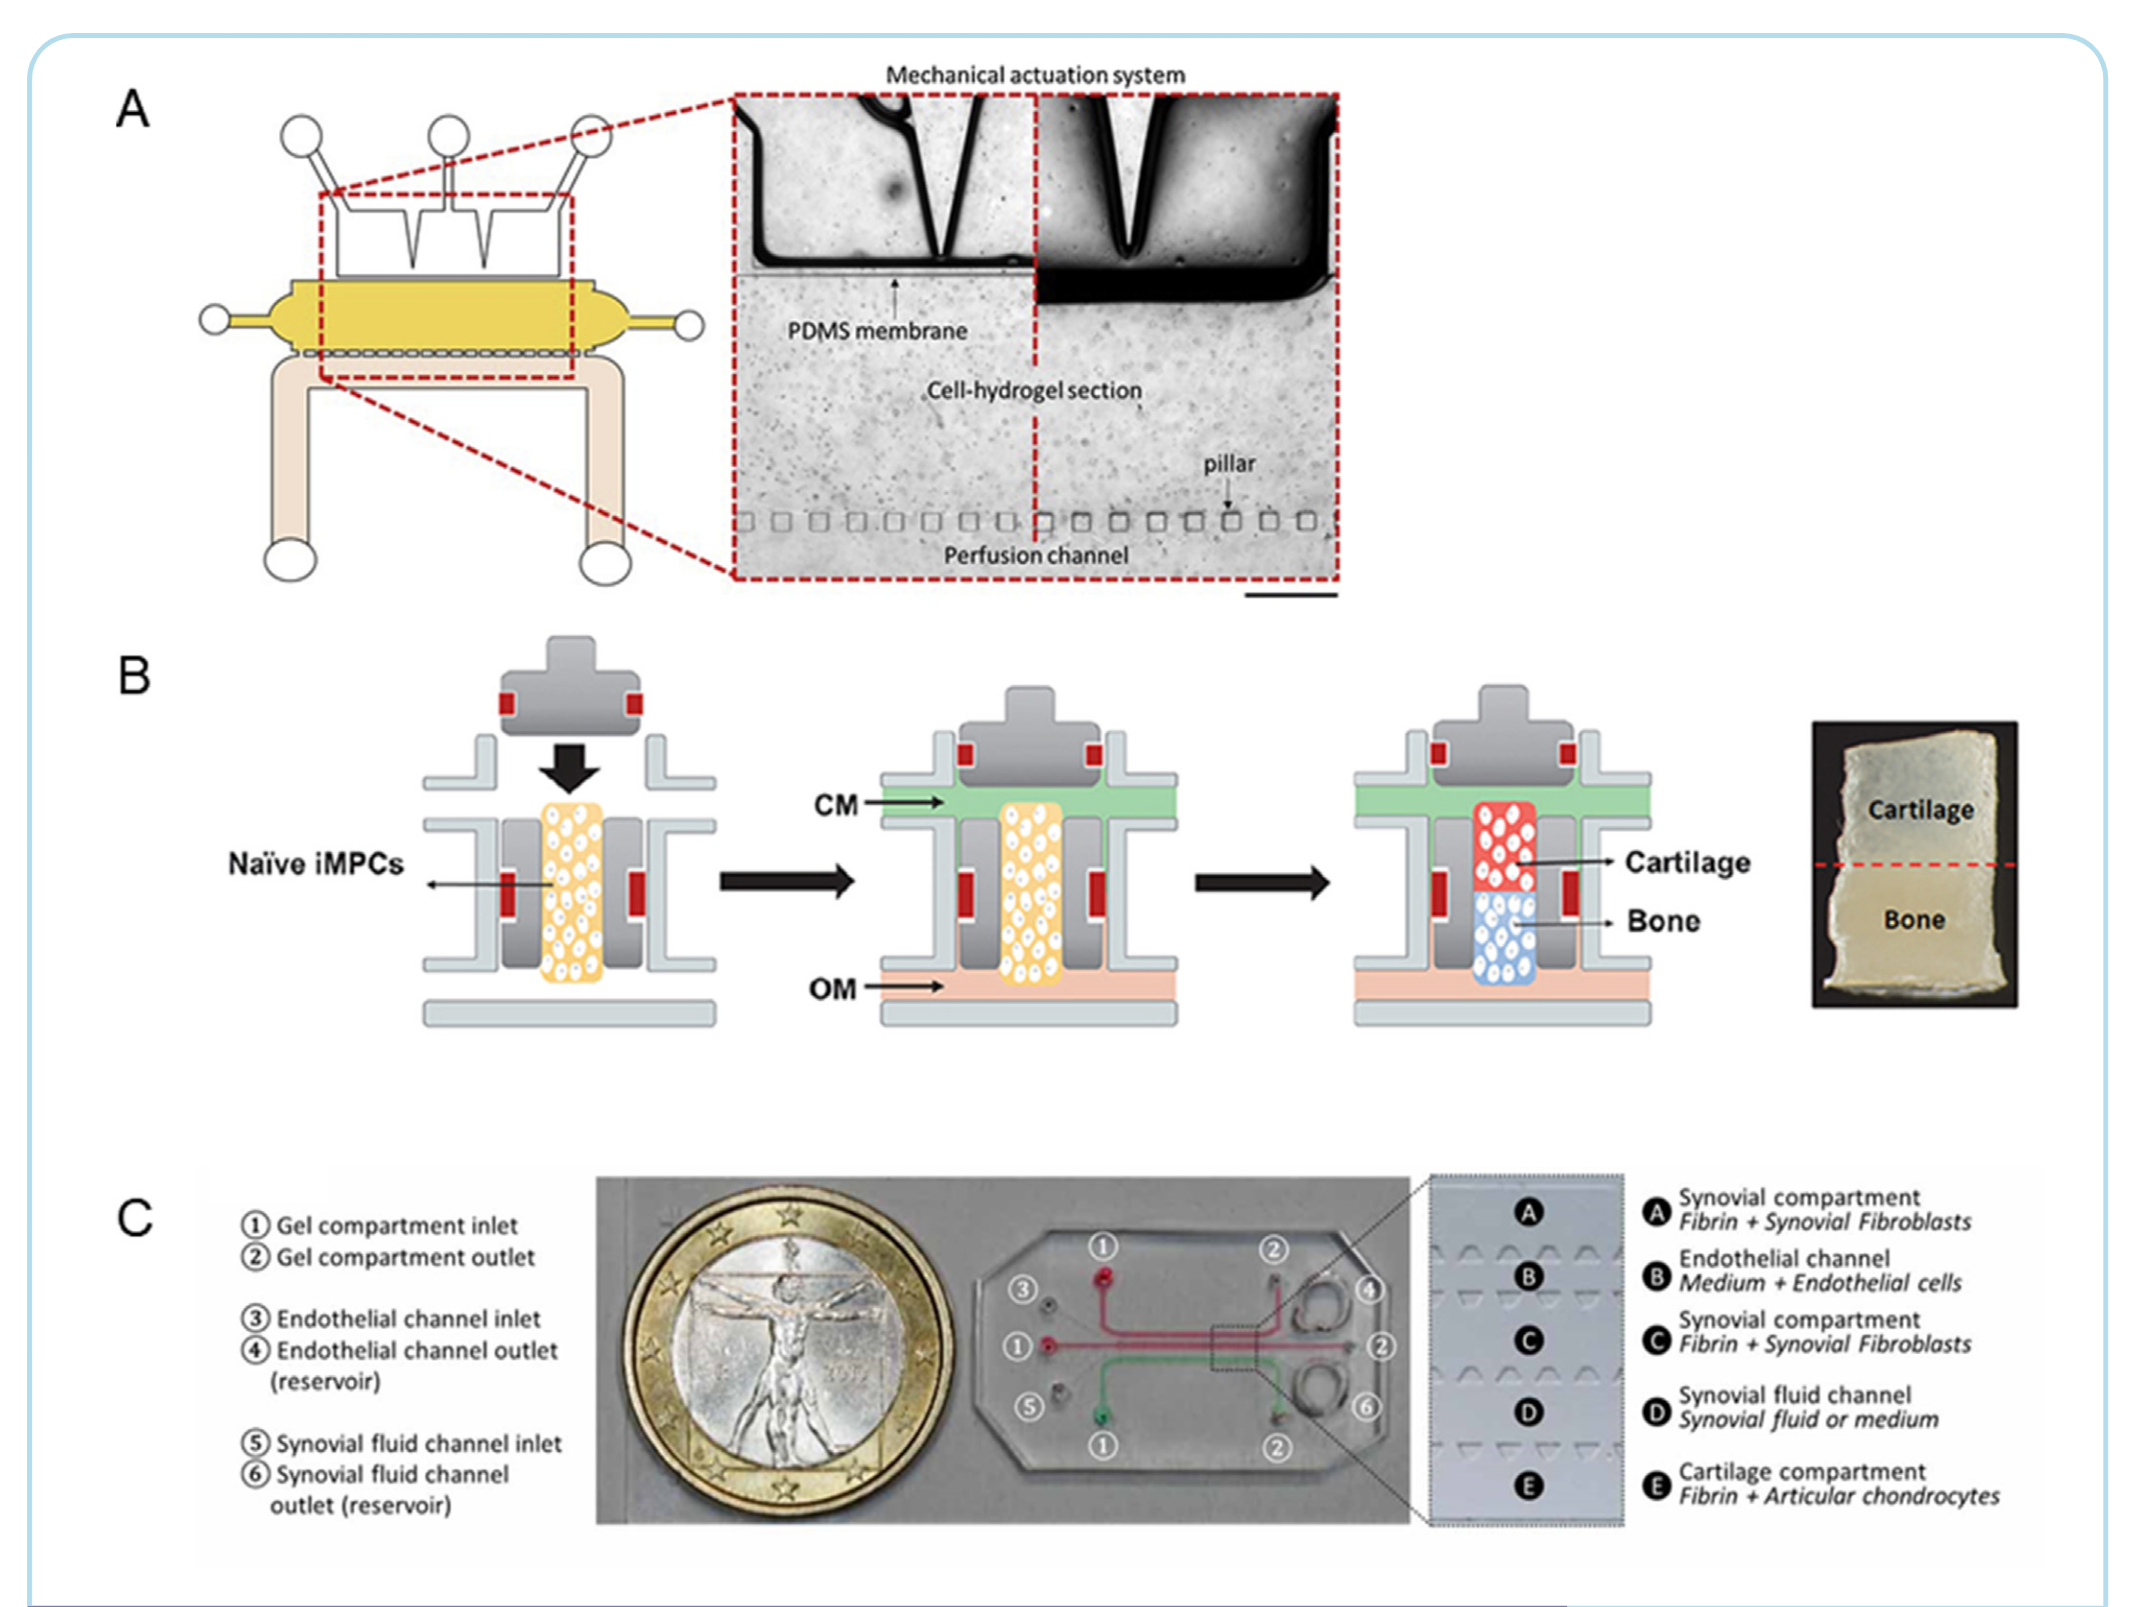 A
Mechanical actuation system
PDMS membrane
Cell-hydrogel section
pillar
Perfusion channel
B
Naïve iMPCs
CM
OM
Cartilage
Bone
Cartilage
Bone
C
1 Gel compartment inlet
2 Gel compartment outlet
3 Endothelial channel inlet
4 Endothelial channel outlet
(reservoir)
5 Synovial fluid channel inlet
6 Synovial fluid channel
outlet (reservoir)
1
2
3
4
1
2
5
6
1
2
A
B
C
D
E
A Synovial compartment
Fibrin + Synovial Fibroblasts
B Endothelial channel
Medium + Endothelial cells
C Synovial compartment
Fibrin + Synovial Fibroblasts
D Synovial fluid channel
Synovial fluid or medium
E Cartilage compartment
Fibrin + Articular chondrocytes